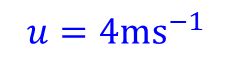 u = 4ms⁻¹